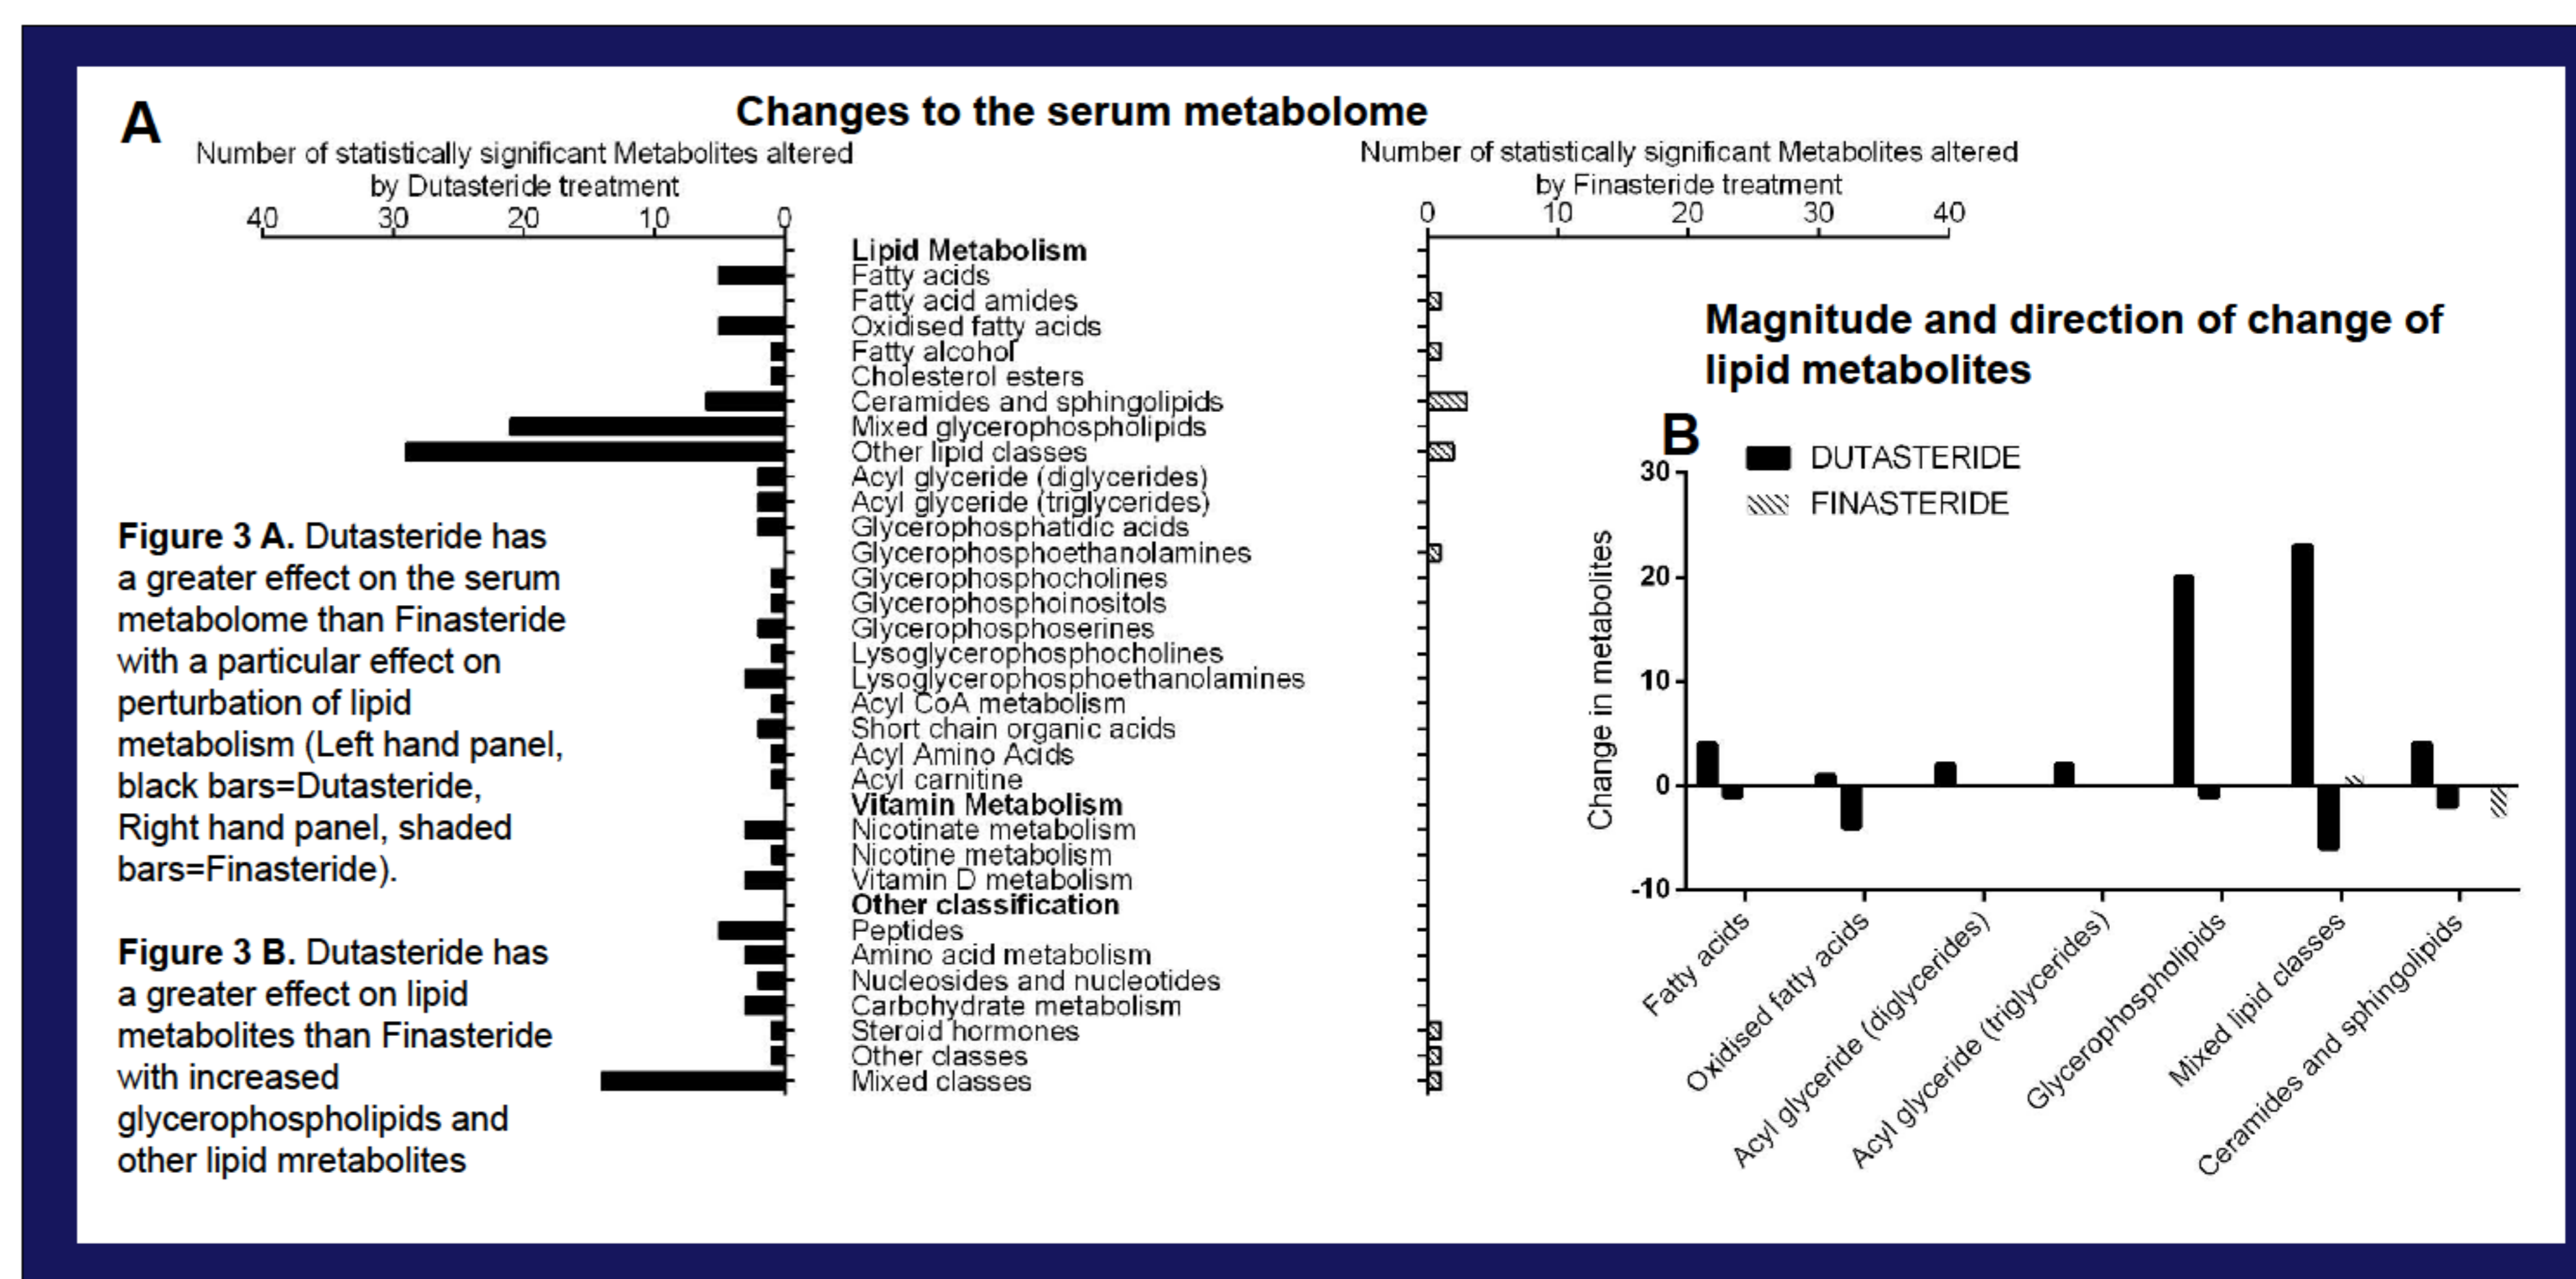 A
Changes to the serum metabolome
Number of statistically significant Metabolites altered
by Dutasteride treatment
40 30 20 10 0
Number of statistically significant Metabolites altered
by Finasteride treatment
0 10 20 30 40
Lipid Metabolism
Fatty acids
Fatty acid amides
Oxidised fatty acids
Fatty alcohol
Cholesterol esters
Ceramides and sphingolipids
Mixed glycerophospholipids
Other lipid classes
Acyl glyceride (diglycerides)
Acyl glyceride (triglycerides)
Glycerophosphatidic acids
Glycerophosphoethanolamines
Glycerophosphocholines
Glycerophosphoinositols
Glycerophosphoserines
Lysoglycerophosphocholines
Lysoglycerophosphoethanolamines
Acyl CoA metabolism
Short chain organic acids
Acyl Amino Acids
Acyl carnitine
Vitamin Metabolism
Nicotinate metabolism
Nicotine metabolism
Vitamin D metabolism
Other classification
Peptides
Amino acid metabolism
Nucleosides and nucleotides
Carbohydrate metabolism
Steroid hormones
Other classes
Mixed classes
Figure 3 A. Dutasteride has
a greater effect on the serum
metabolome than Finasteride
with a particular effect on
perturbation of lipid
metabolism (Left hand panel,
black bars=Dutasteride,
Right hand panel, shaded
bars=Finasteride).
Figure 3 B. Dutasteride has
a greater effect on lipid
metabolites than Finasteride
with increased
glycerophospholipids and
other lipid mretabolites
Magnitude and direction of change of
lipid metabolites
B
DUTASTERIDE
FINASTERIDE
Change in metabolites
30
20
10
0
-10
Fatty acids
Oxidised fatty acids
Acyl glyceride (diglycerides)
Acyl glyceride (triglycerides)
Glycerophospholipids
Mixed lipid classes
Ceramides and sphingolipids